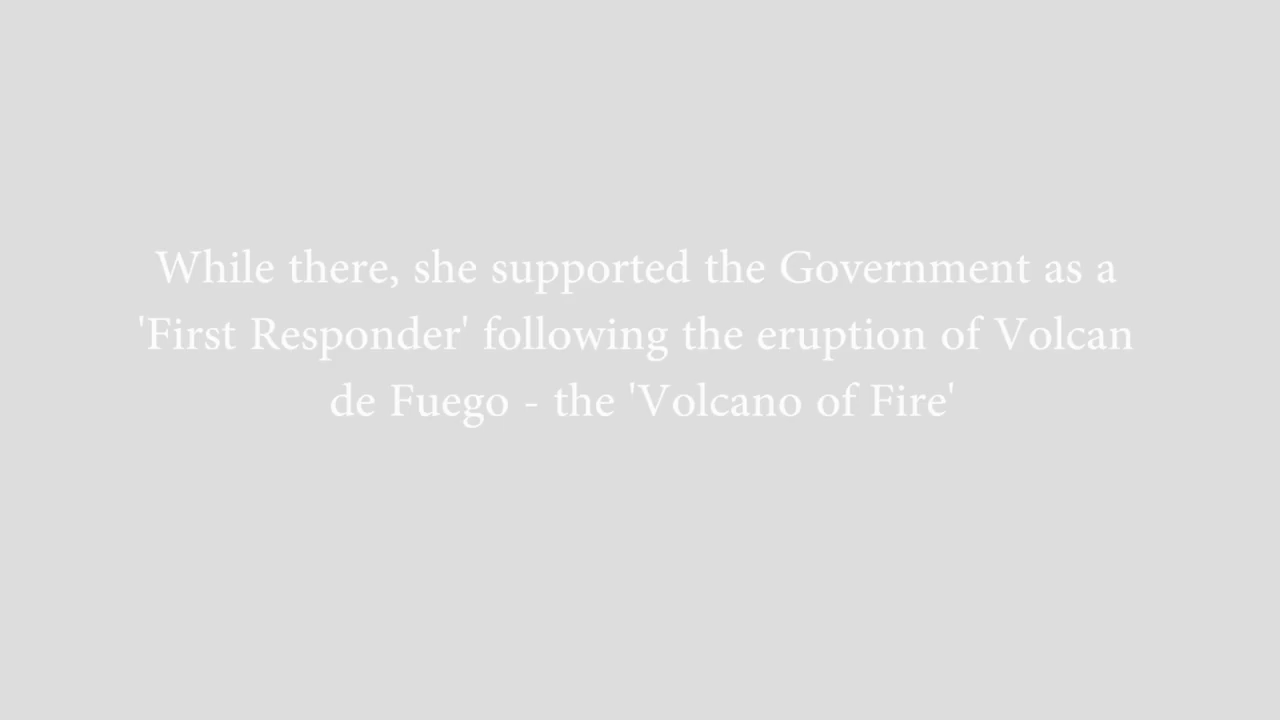 While there, she supported the Government as a
'First Responder' following the eruption of Volcan
de Fuego - the 'Volcano of Fire'